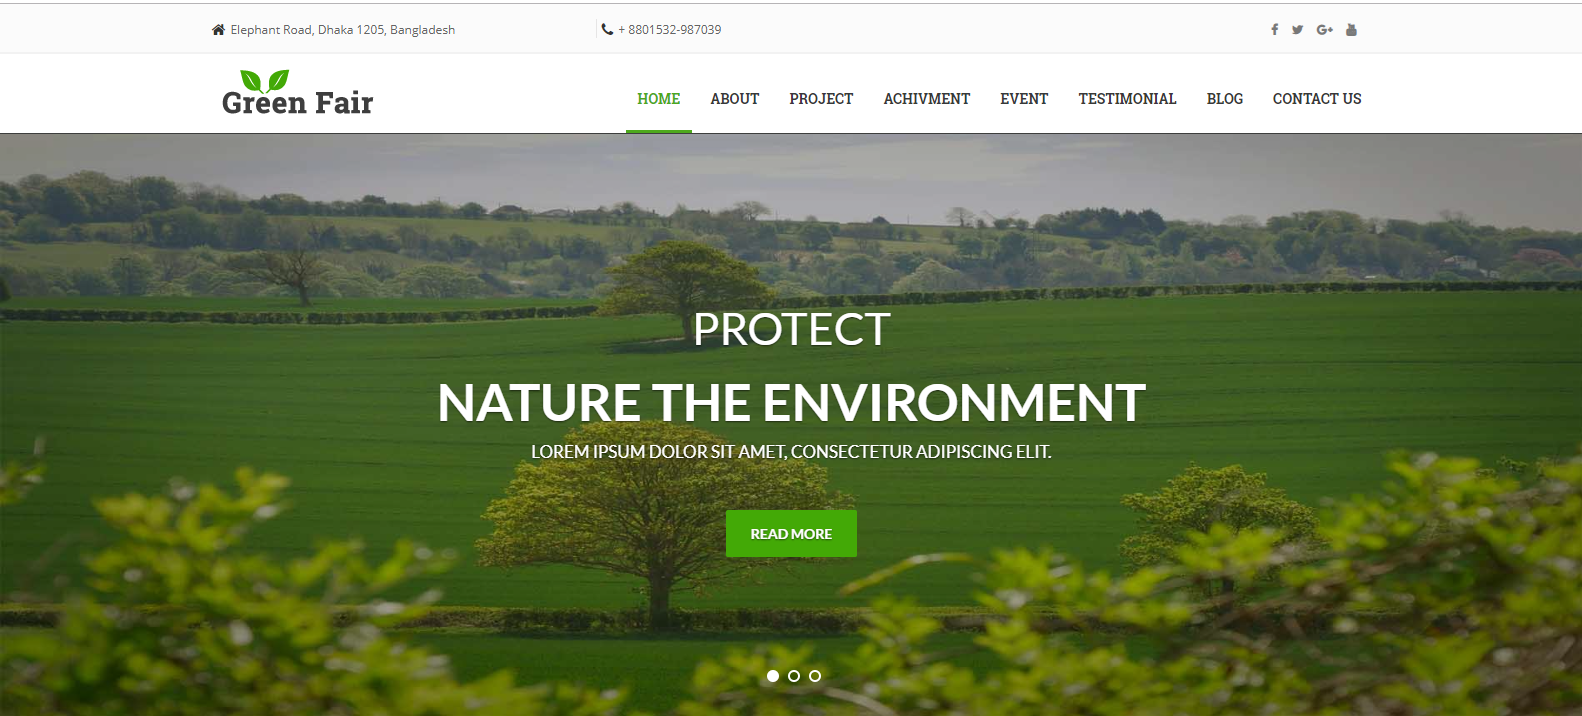 Elephant Road, Dhaka 1205, Bangladesh
+ 8801532-987039
Green Fair
HOME ABOUT PROJECT ACHIVMENT EVENT TESTIMONIAL BLOG CONTACT US
PROTECT
NATURE THE ENVIRONMENT
LOREM IPSUM DOLOR SIT AMET, CONSECTETUR ADIPISCING ELIT.
READ MORE